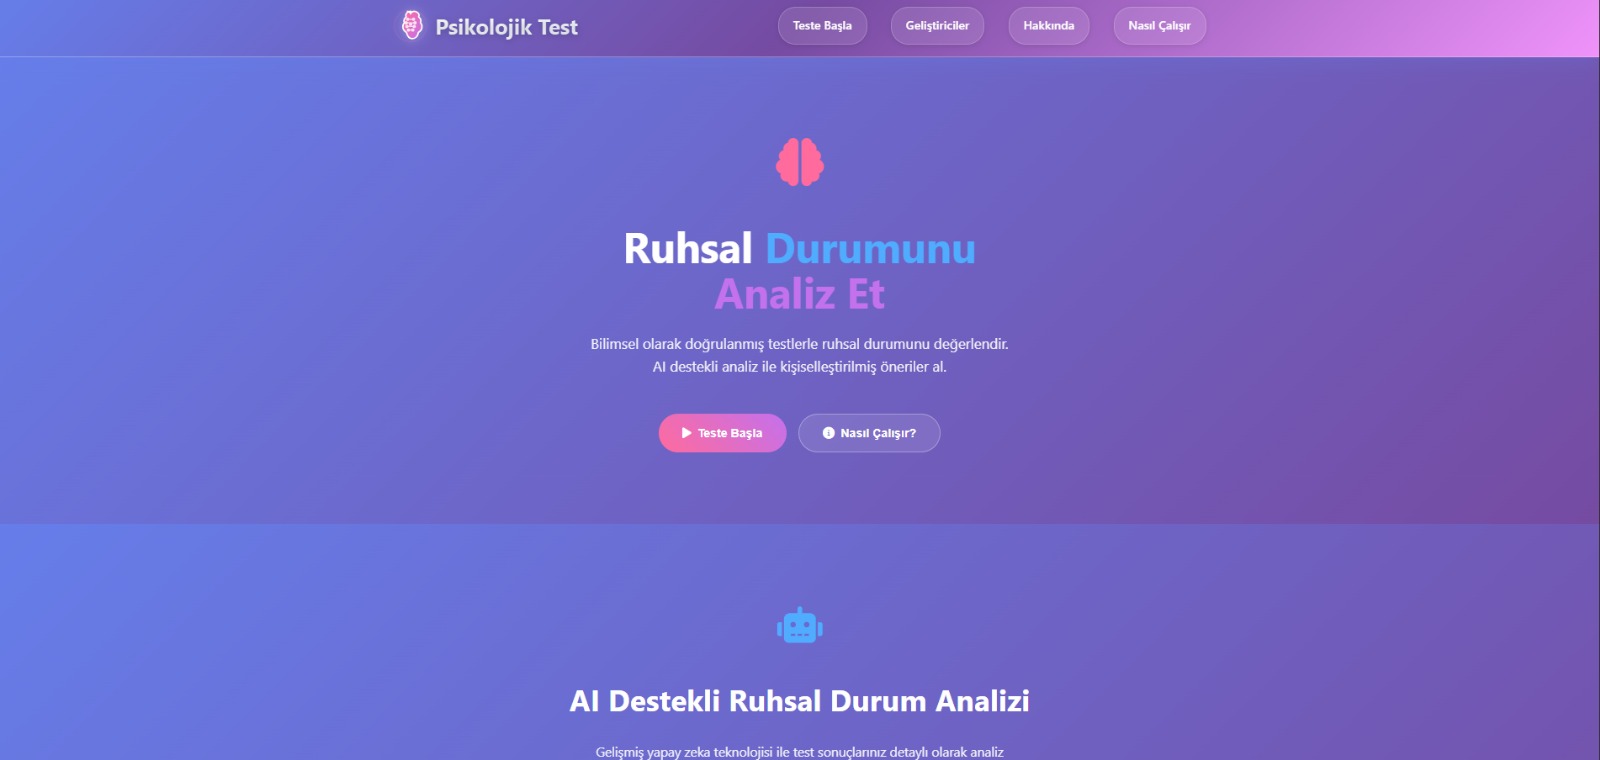 Psikolojik Test
Teste Başla
Geliştiriciler
Hakkında
Nasıl Çalışır
Ruhsal Durumunu
Analiz Et
Bilimsel olarak doğrulanmış testlerle ruhsal durumunu değerlendir.
AI destekli analiz ile kişiselleştirilmiş öneriler al.
Teste Başla
Nasıl Çalışır?
AI Destekli Ruhsal Durum Analizi
Gelişmiş yapay zeka teknolojisi ile test sonuçlarınız detaylı olarak analiz